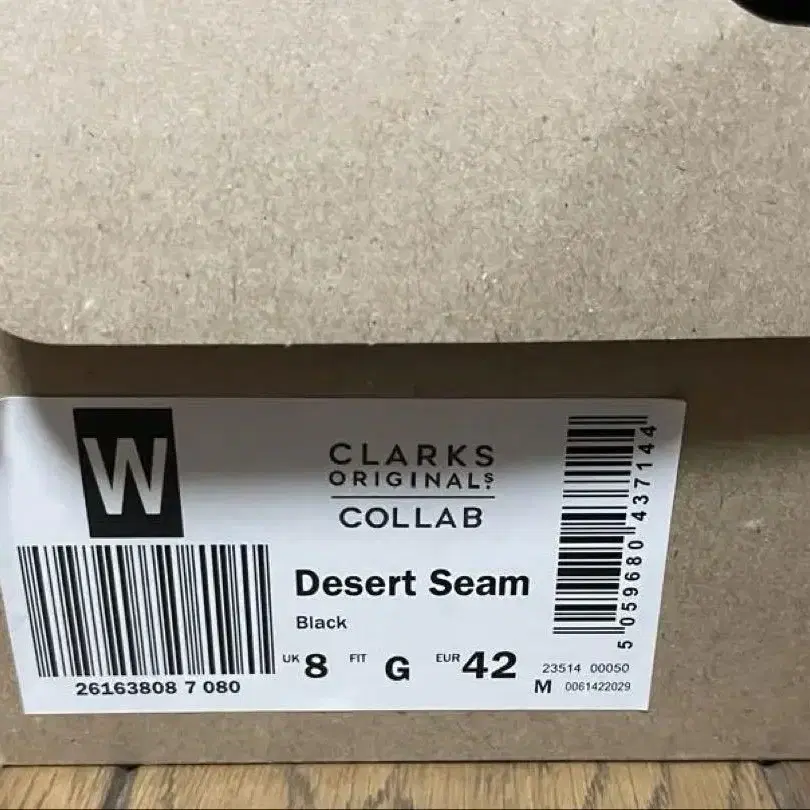 W
CLARKS
ORIGINALS
COLLAB
Desert Seam
Black
UK 8 FIT G EUR 42
26163808 7 080
5 059680 437144
23514 00050
M 0061422029